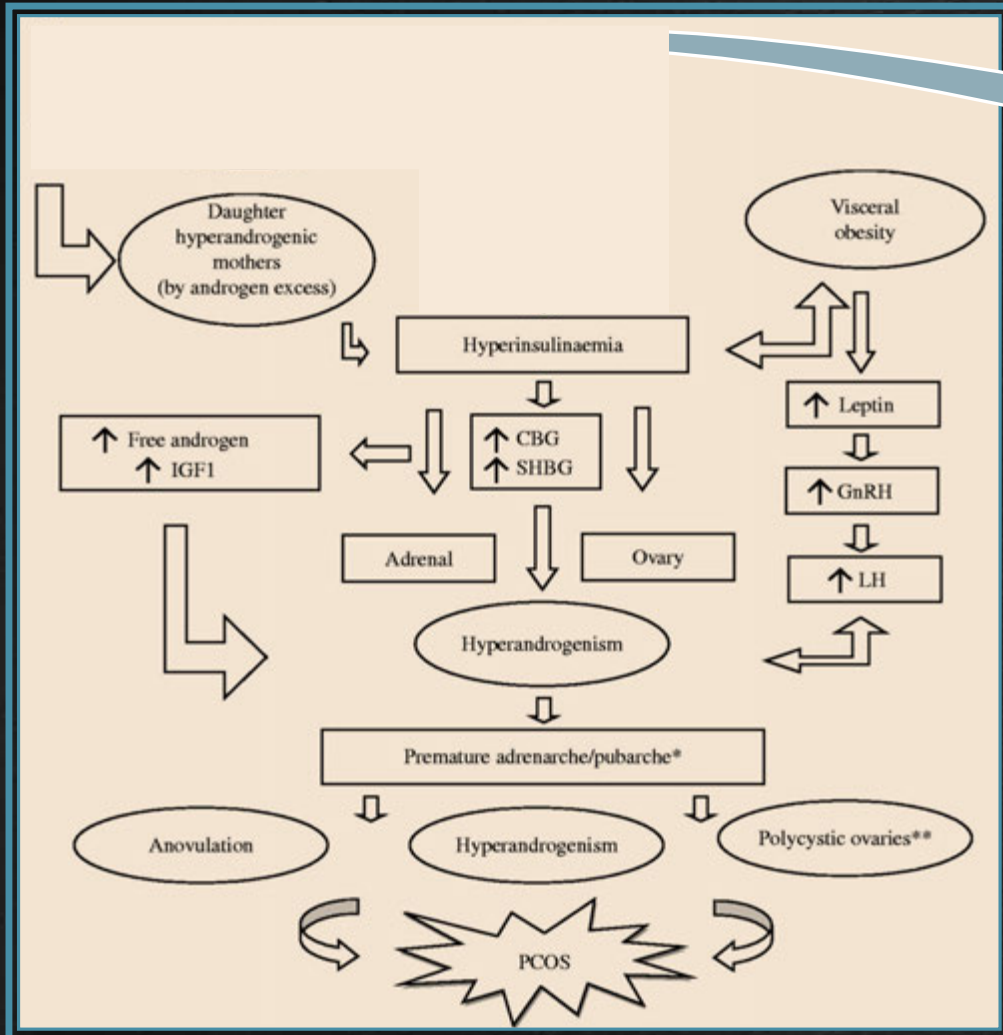 Daughter
hyperandrogenic
mothers
(by androgen excess)
Visceral
obesity
Hyperinsulinaemia
↑ Leptin
↑ Free androgen
↑ IGF1
↑ CBG
↑ SHBG
↑ GnRH
Adrenal
Ovary
↑ LH
Hyperandrogenism
Premature adrenarche/pubarche*
Anovulation
Hyperandrogenism
Polycystic ovaries**
PCOS